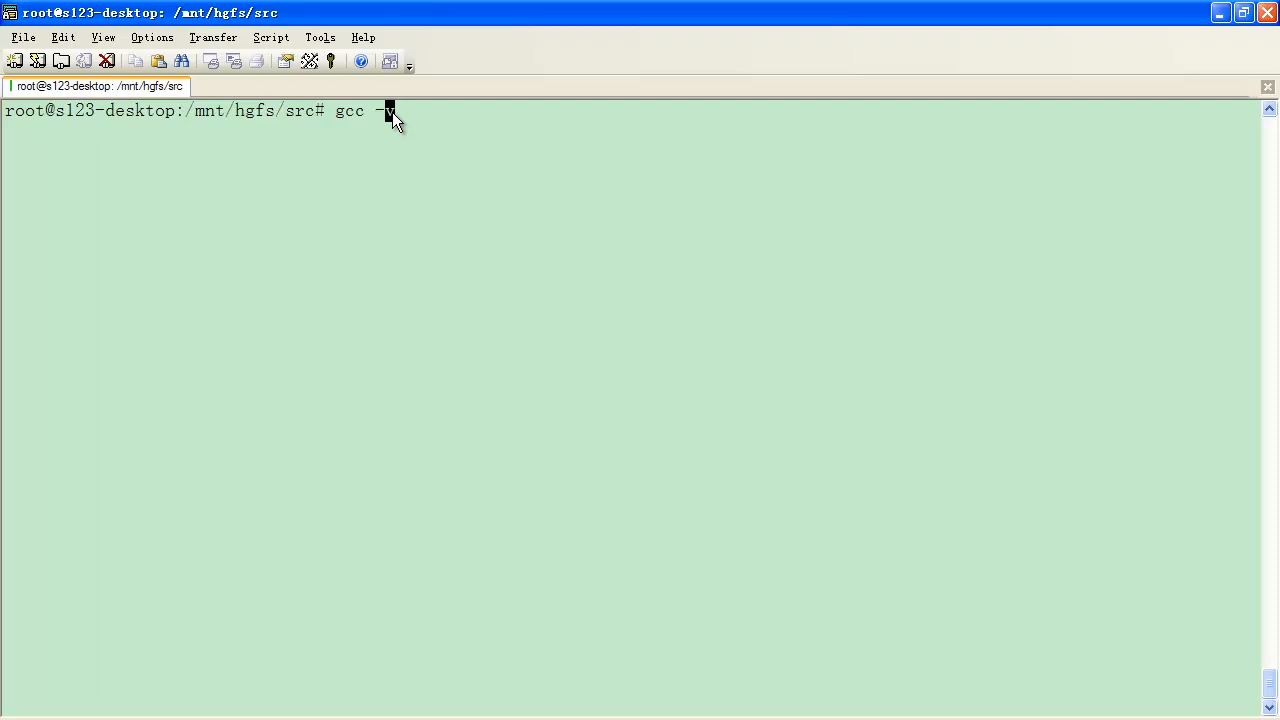 root@s123-desktop: /mnt/hgfs/src
File Edit View Options Transfer Script Tools Help
root@s123-desktop: /mnt/hgfs/src
root@s123-desktop:/mnt/hgfs/src# gcc -v